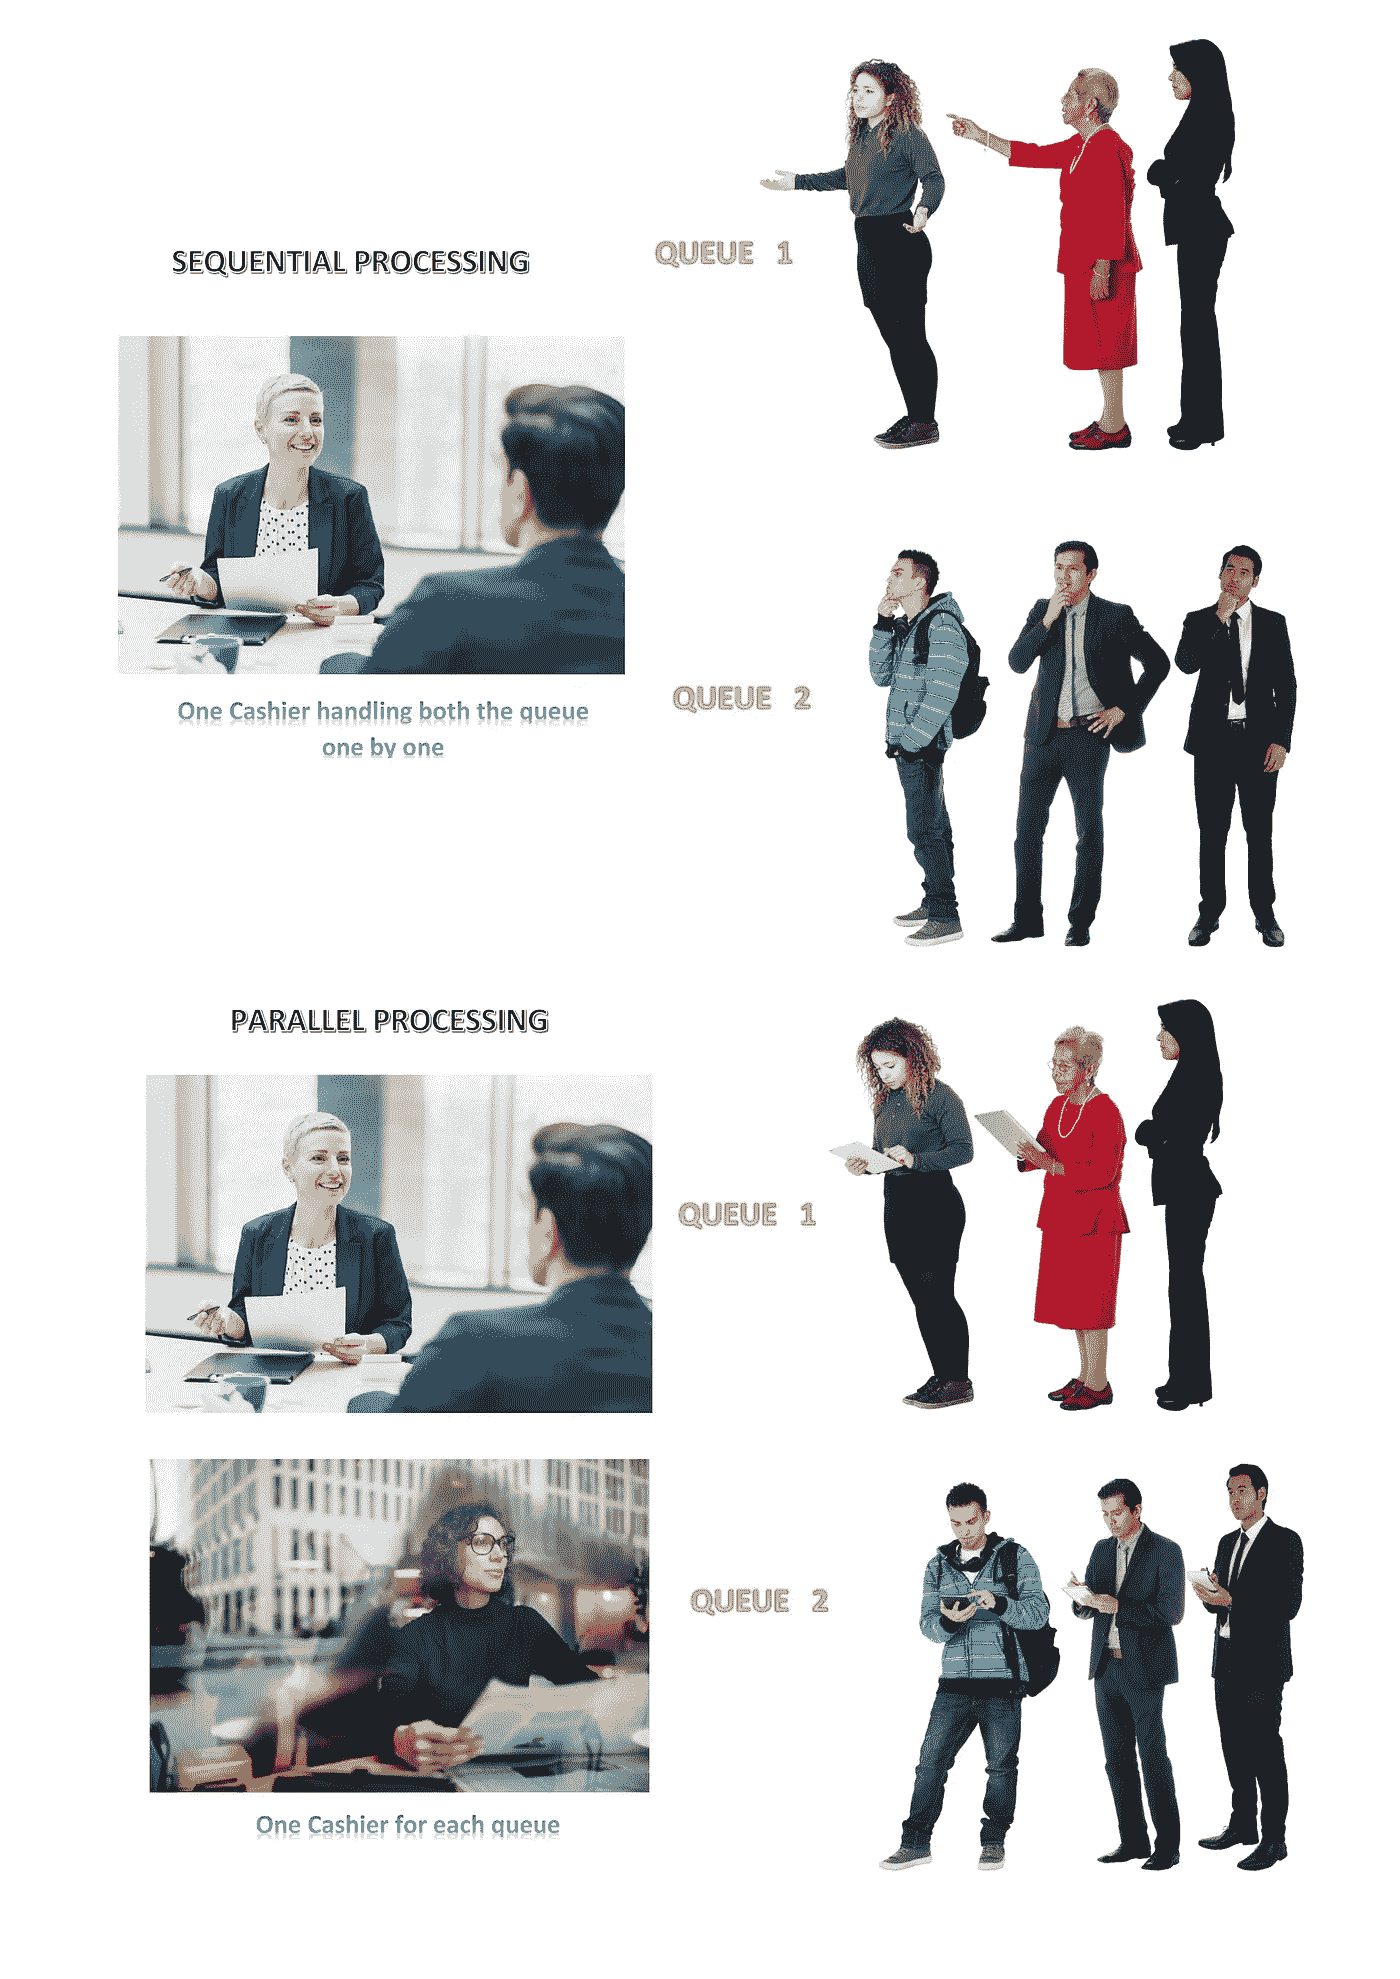 QUEUE 1
SEQUENTIAL PROCESSING
One Cashier handling both the queue
one by one
QUEUE 2
PARALLEL PROCESSING
QUEUE 1
QUEUE 2
One Cashier for each queue